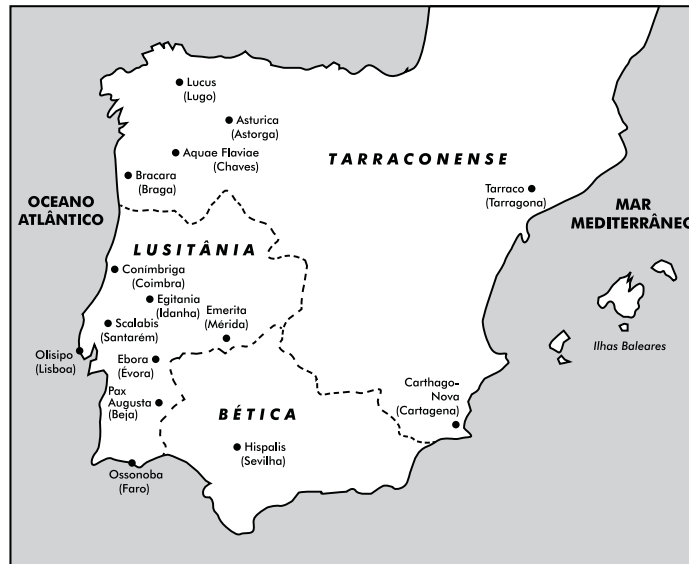 Lucus
(Lugo)
Asturica
(Astorga)
Aquae Flaviae
(Chaves)
TARRACONENSE
Bracara
(Braga)
Tarraco
(Tarragona)
OCEANO
ATLÂNTICO
MAR
MEDITERRÂNEO
LUSITÂNIA
Conímbriga
(Coimbra)
Egitania
(Idanha)
Emerita
(Mérida)
Scalabis
(Santarém)
Olisipo
(Lisboa)
Ilhas Baleares
Ebora
(Évora)
Pax
Augusta
(Beja)
Carthago-
Nova
(Cartagena)
BÉTICA
Hispalis
(Sevilha)
Ossonoba
(Faro)